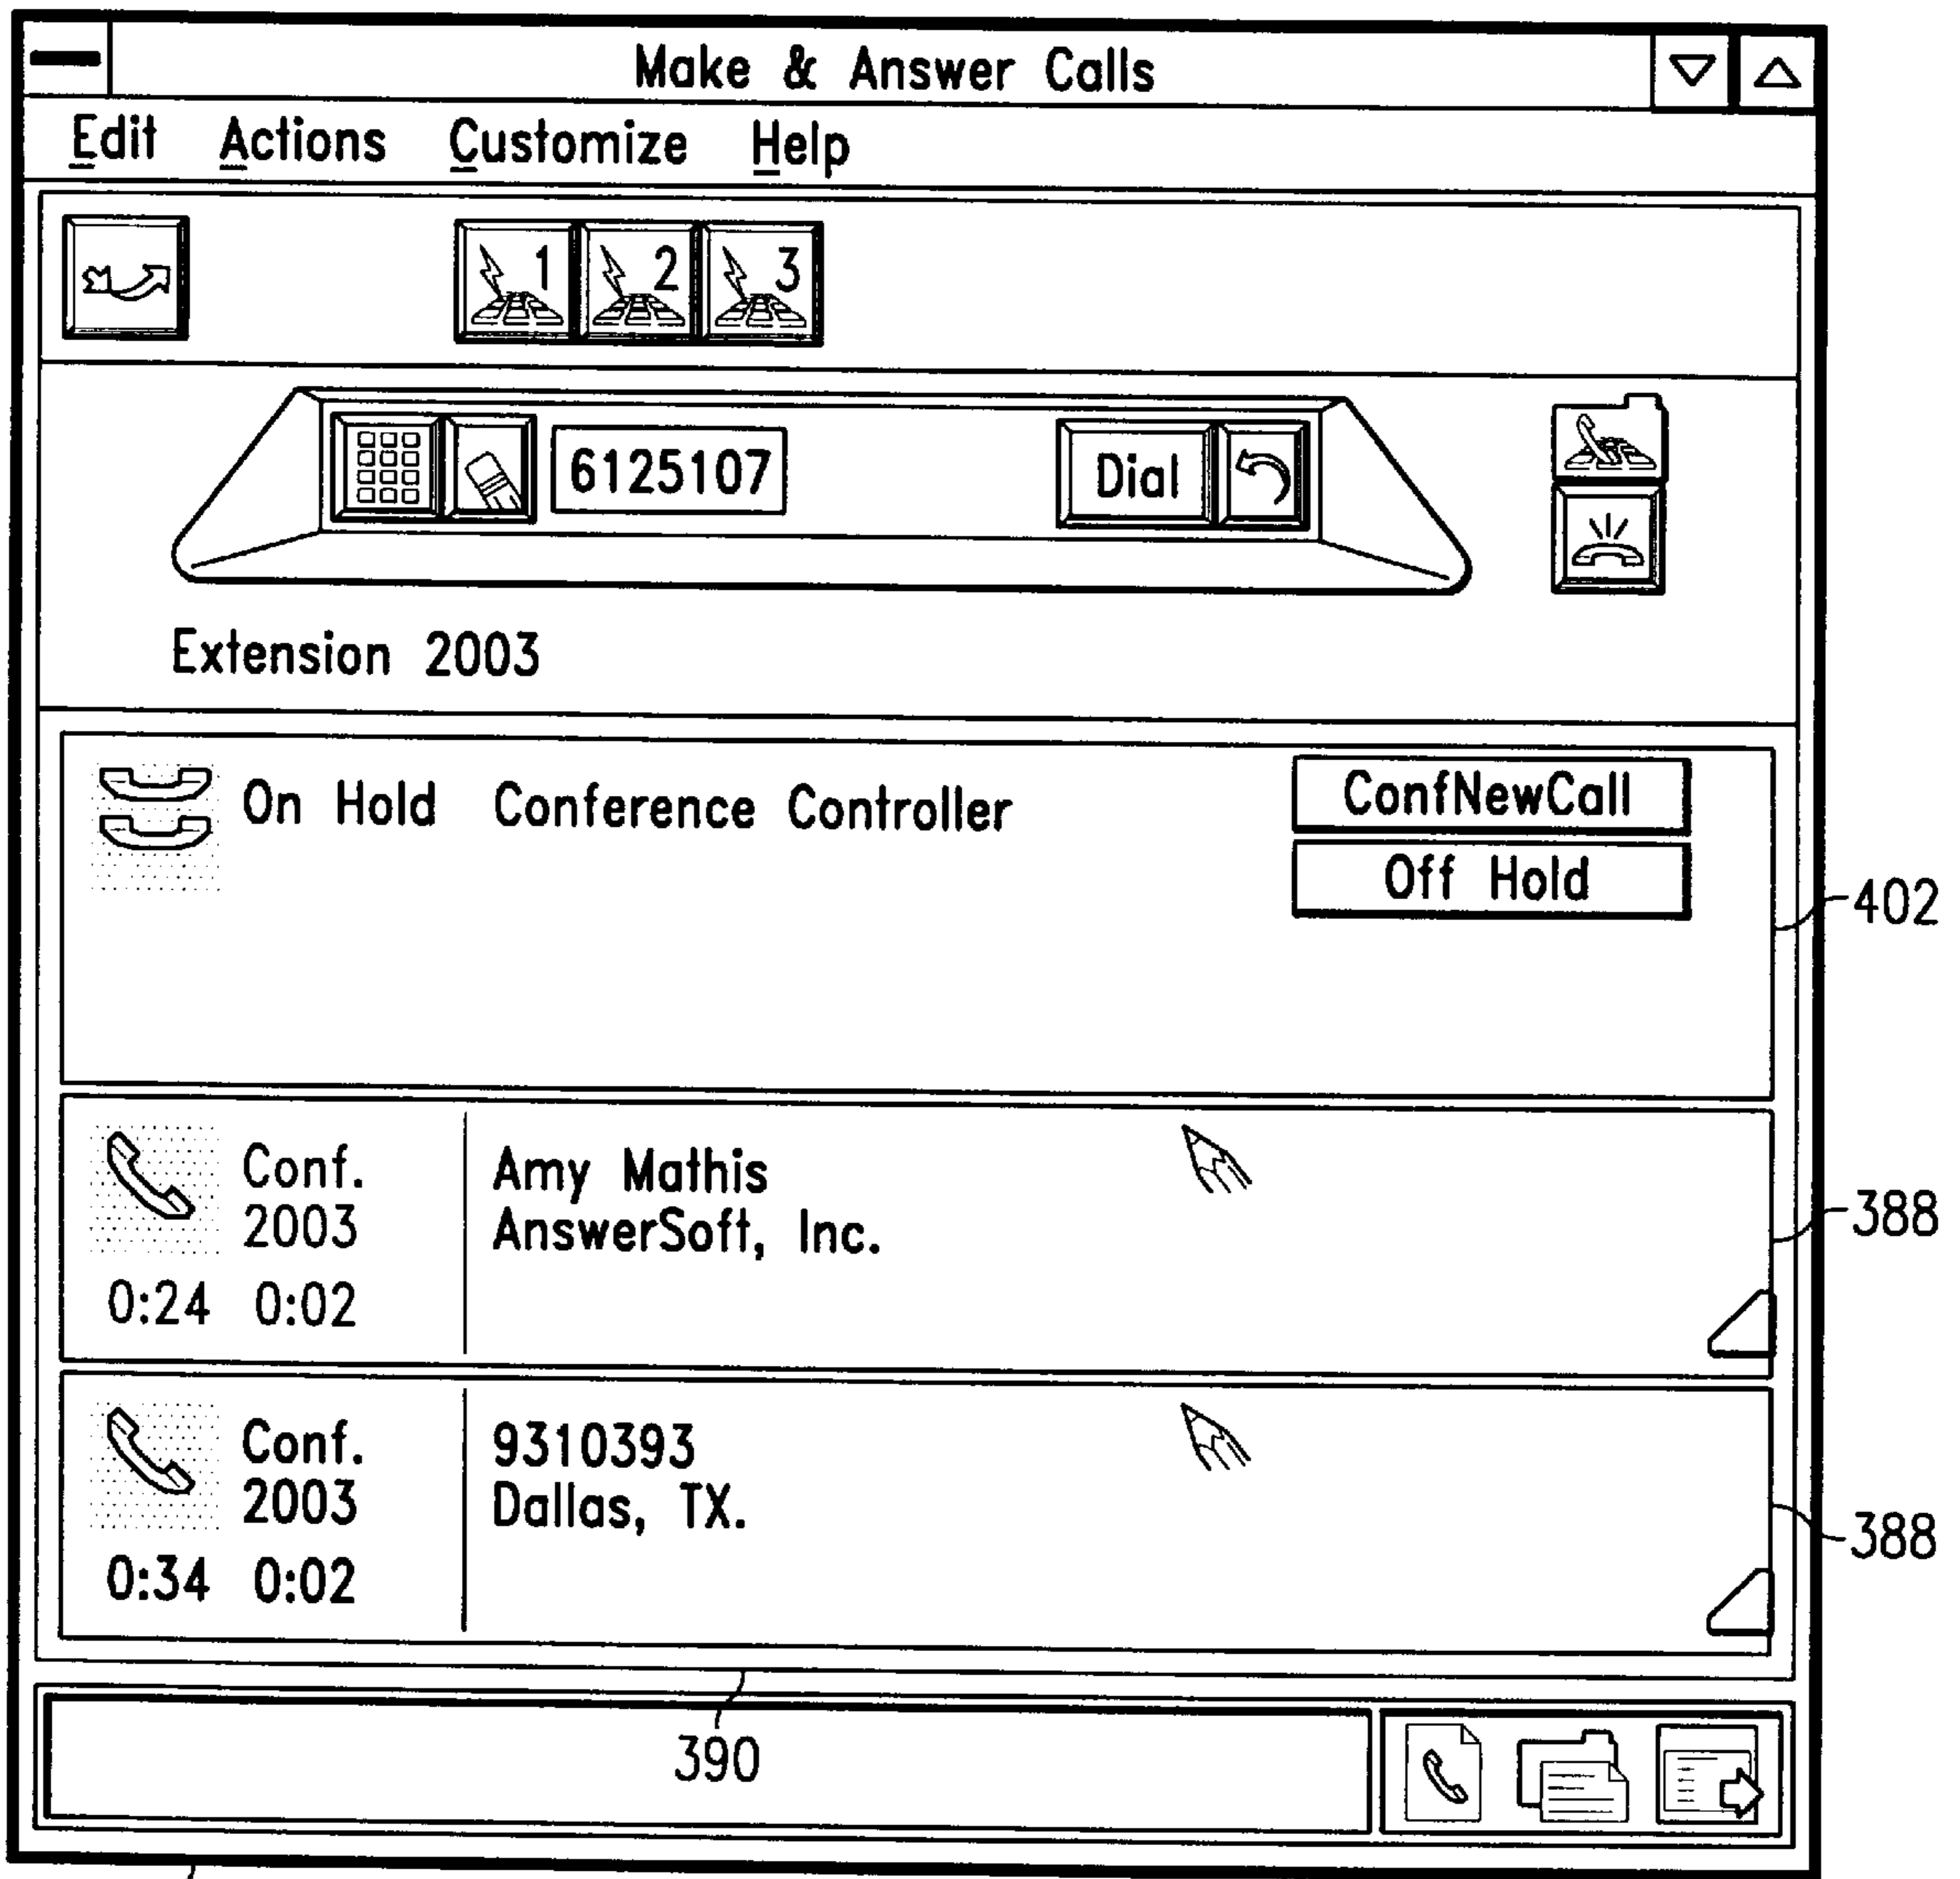 Make & Answer Calls
Edit Actions Customize Help
1 2 3
6125107 Dial
Extension 2003
On Hold Conference Controller ConfNewCall
Off Hold
402
Conf. Amy Mathis
2003 AnswerSoft, Inc.
388
0:24 0:02
Conf. 9310393
2003 Dallas, TX.
388
0:34 0:02
390